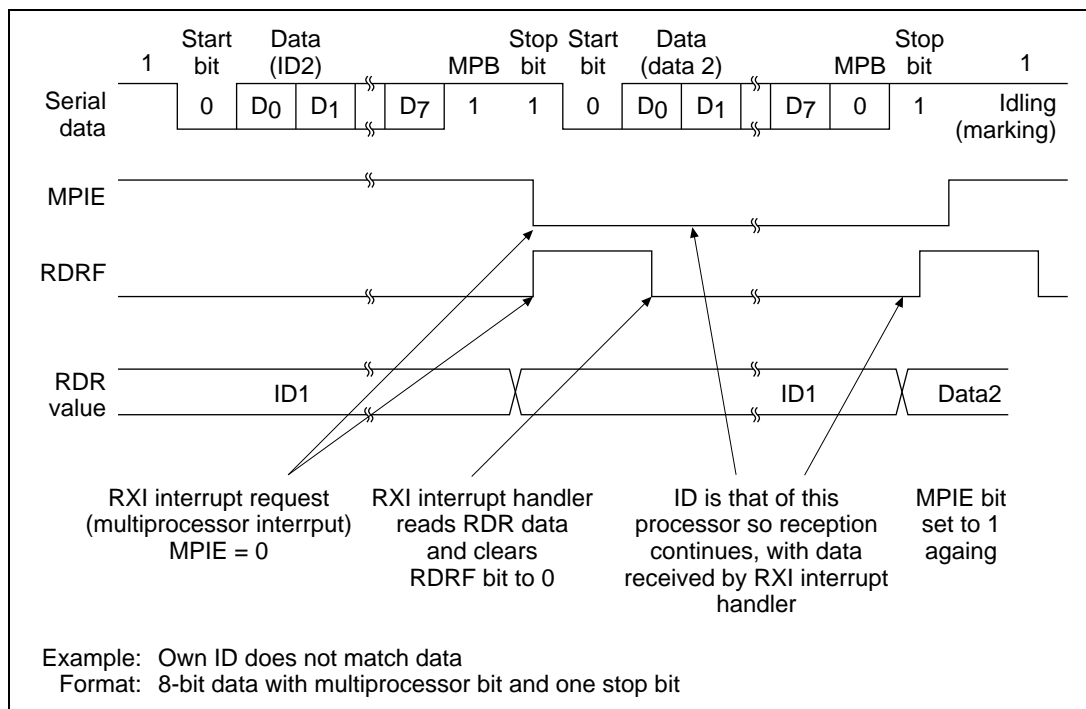 1 Start bit Data (ID2) MPB Stop bit Start bit Data (data 2) MPB Stop bit 1
Serial data 0 D0 D1 D7 1 1 0 D0 D1 D7 0 1 Idling (marking)
MPIE
RDRF
RDR value ID1 ID1 Data2
RXI interrupt request
(multiprocessor interrput)
MPIE = 0
RXI interrupt handler
reads RDR data
and clears
RDRF bit to 0
ID is that of this
processor so reception
continues, with data
received by RXI interrupt
handler
MPIE bit
set to 1
againg
Example: Own ID does not match data
Format: 8-bit data with multiprocessor bit and one stop bit